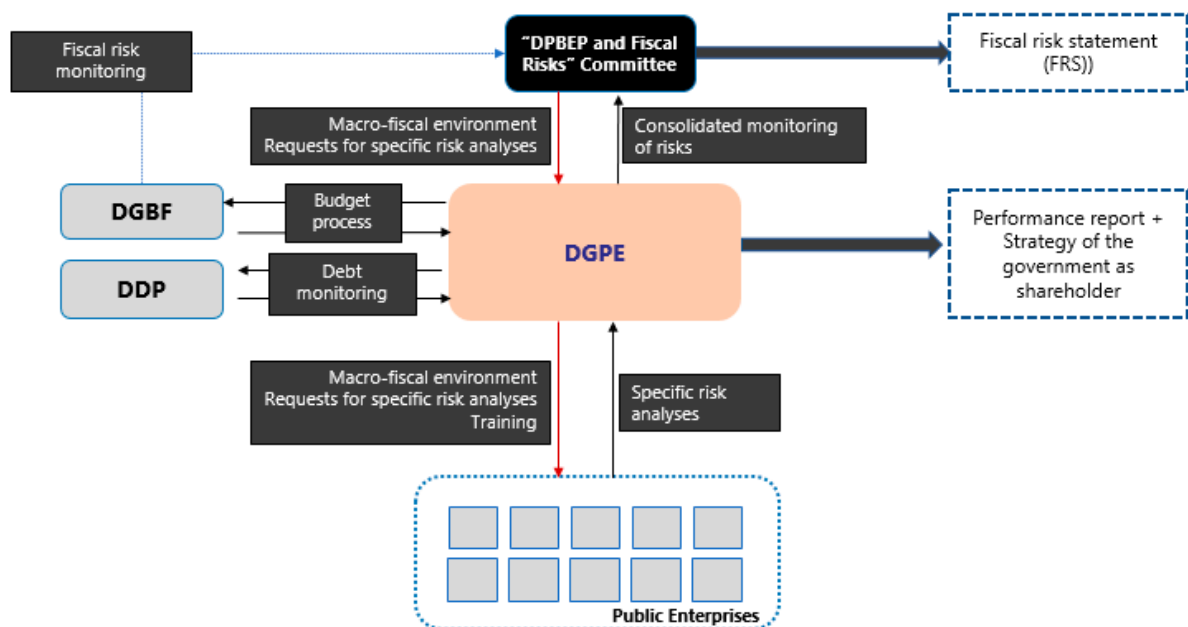 Fiscal risk
monitoring
“DPBEP and Fiscal
Risks” Committee
Fiscal risk statement
(FRS))
Macro-fiscal environment
Requests for specific risk analyses
Consolidated monitoring
of risks
DGBF
Budget
process
DGPE
Performance report +
Strategy of the
government as
shareholder
DDP
Debt
monitoring
Macro-fiscal environment
Requests for specific risk analyses
Training
Specific risk
analyses
Public Enterprises